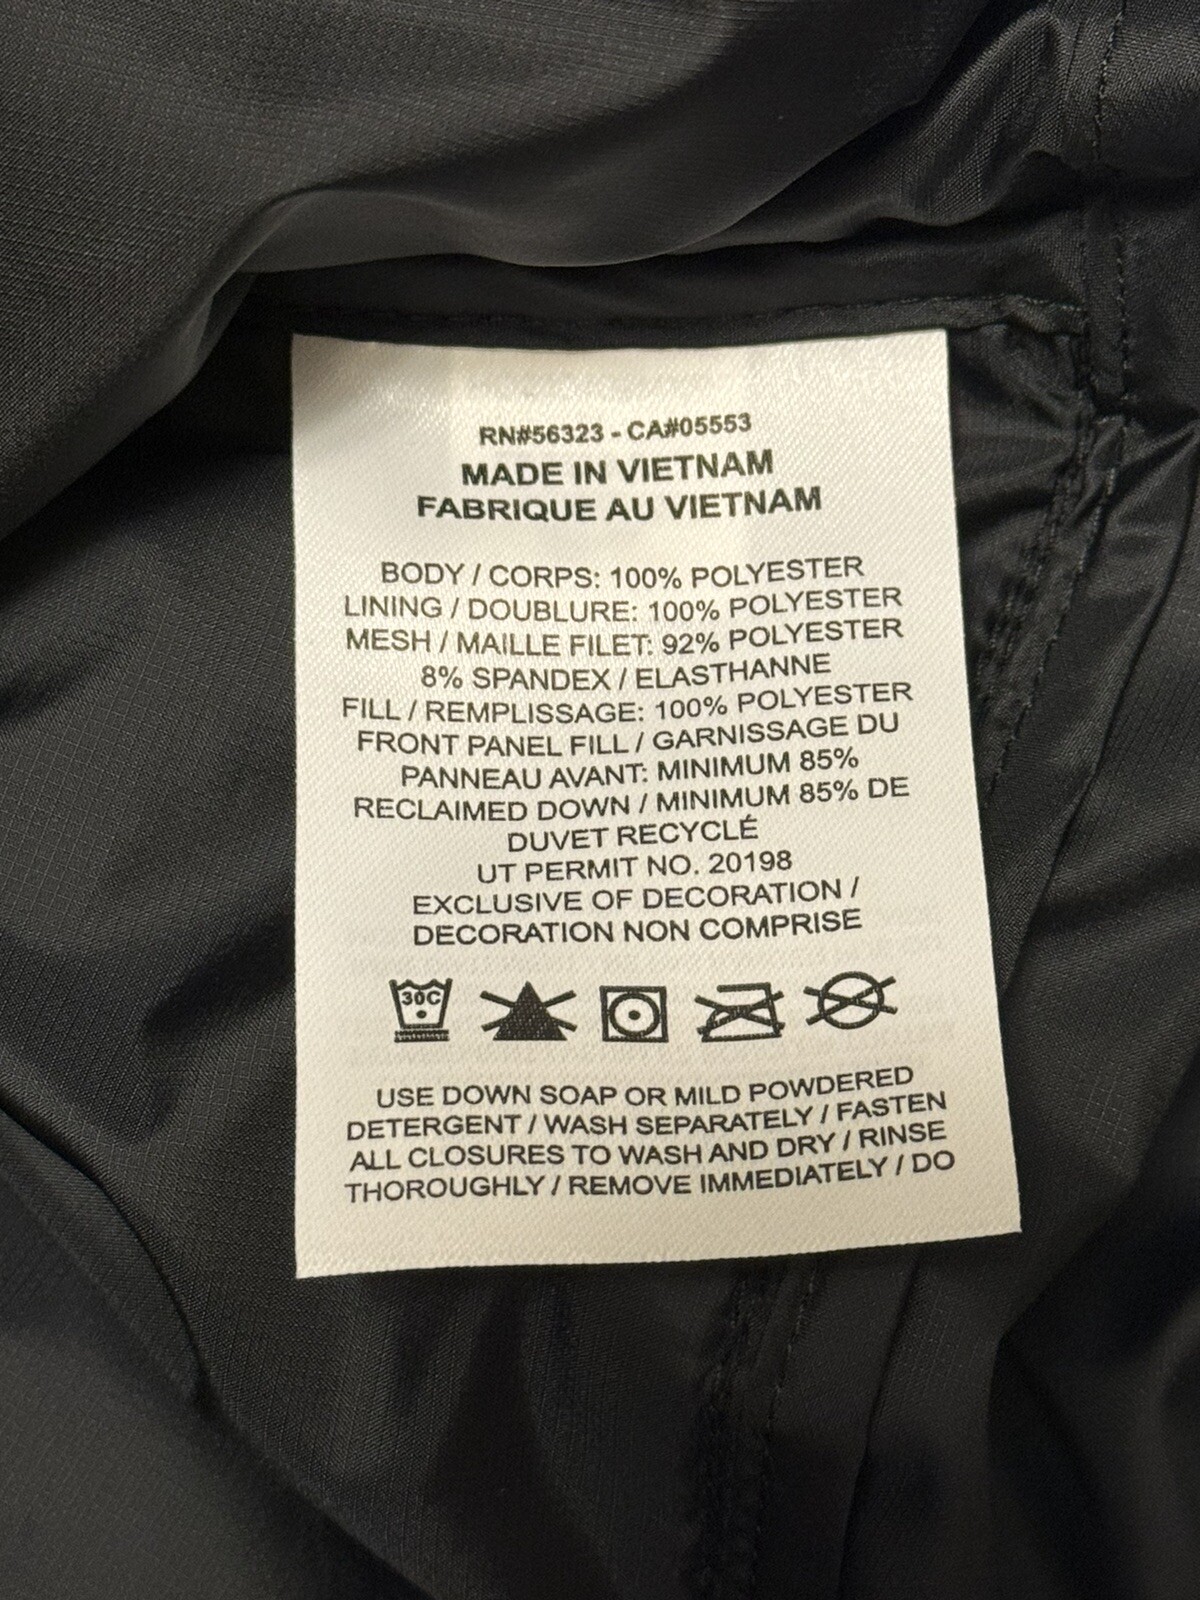 RN#56323 - CA#05553
MADE IN VIETNAM
FABRIQUE AU VIETNAM
BODY / CORPS: 100% POLYESTER
LINING / DOUBLURE: 100% POLYESTER
MESH / MAILLE FILET: 92% POLYESTER
8% SPANDEX / ELASTHANNE
FILL / REMPLISSAGE: 100% POLYESTER
FRONT PANEL FILL / GARNISSAGE DU
PANNEAU AVANT: MINIMUM 85%
RECLAIMED DOWN / MINIMUM 85% DE
DUVET RECYCLÉ
UT PERMIT NO. 20198
EXCLUSIVE OF DECORATION /
DECORATION NON COMPRISE
30C
USE DOWN SOAP OR MILD POWDERED
DETERGENT / WASH SEPARATELY / FASTEN
ALL CLOSURES TO WASH AND DRY / RINSE
THOROUGHLY / REMOVE IMMEDIATELY / DO